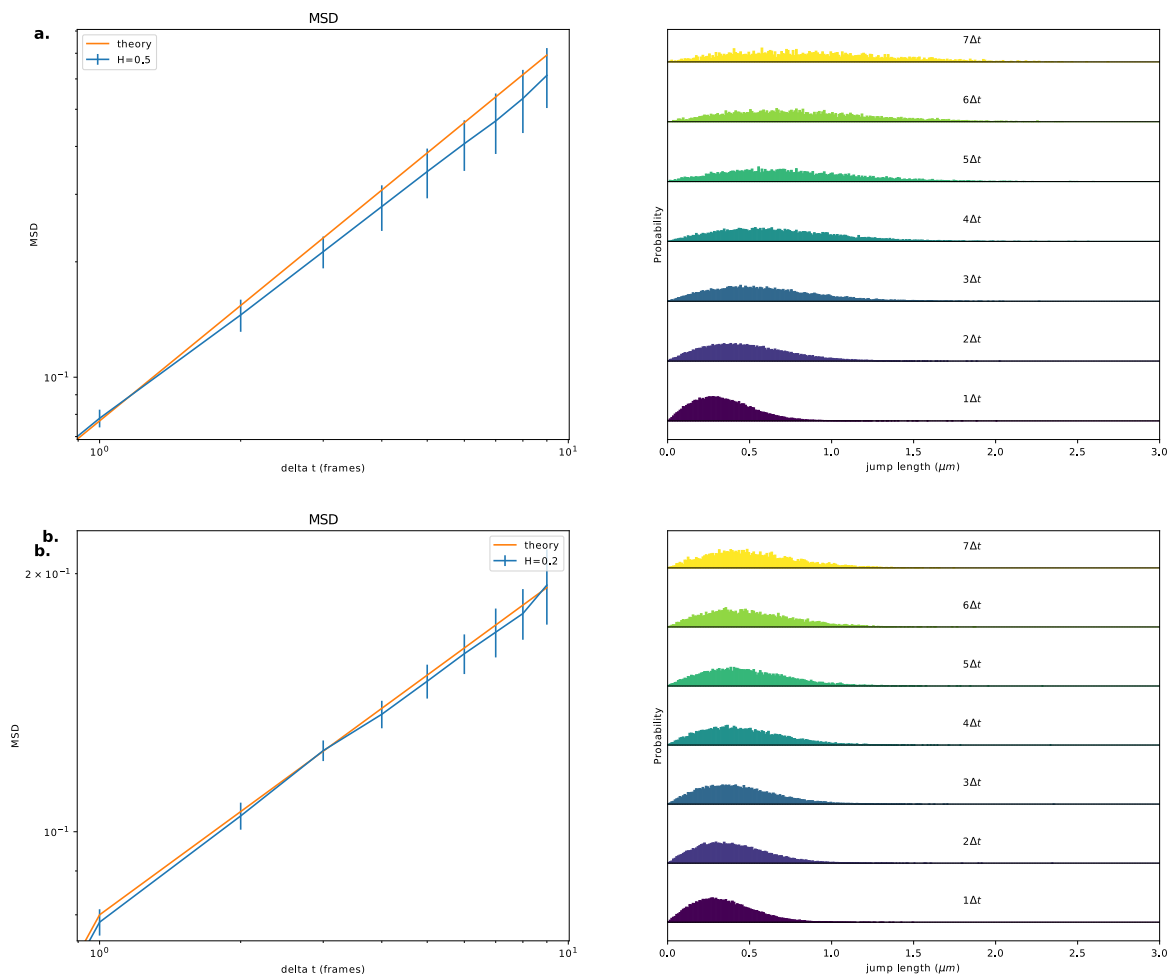 a.
MSD
theory
H=0.5
MSD
10⁻¹
10⁰
10¹
delta t (frames)
7Δt
6Δt
5Δt
4Δt
3Δt
2Δt
1Δt
Probability
0.0 0.5 1.0 1.5 2.0 2.5 3.0
jump length (μm)
b.
b.
MSD
theory
H=0.2
MSD
2 × 10⁻¹
10⁻¹
10⁰
10¹
delta t (frames)
7Δt
6Δt
5Δt
4Δt
3Δt
2Δt
1Δt
Probability
0.0 0.5 1.0 1.5 2.0 2.5 3.0
jump length (μm)